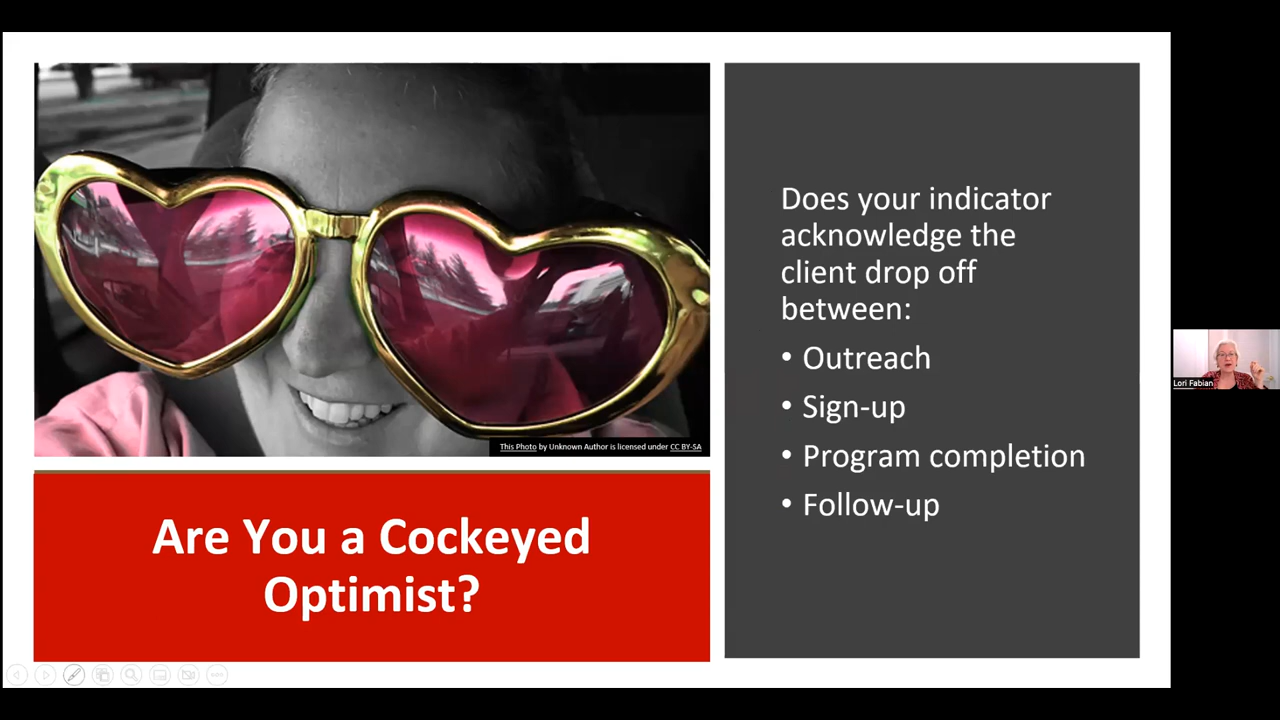 This Photo by Unknown Author is licensed under CC BY-SA
Are You a Cockeyed
Optimist?
Does your indicator
acknowledge the
client drop off
between:
• Outreach
• Sign-up
• Program completion
• Follow-up
Lori Fabian